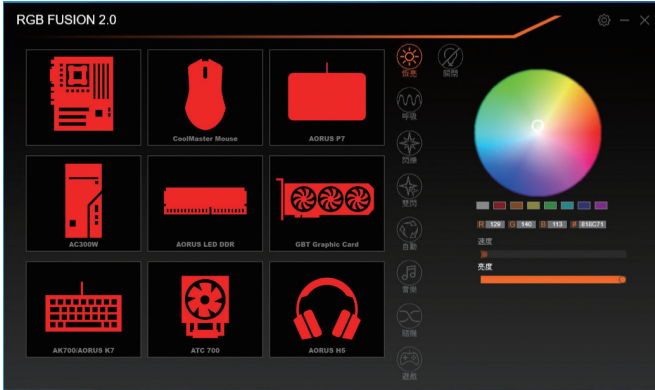 RGB FUSION 2.0
CoolMaster Mouse
AORUS P7
AC300W
AORUS LED DDR
GBT Graphic Card
AK700/AORUS K7
ATC 700
AORUS H5
恆亮
開關
呼吸
閃爍
雙閃
自動
音樂
隨機
遊戲
R 129 G 140 B 113 # 818C71
速度
亮度